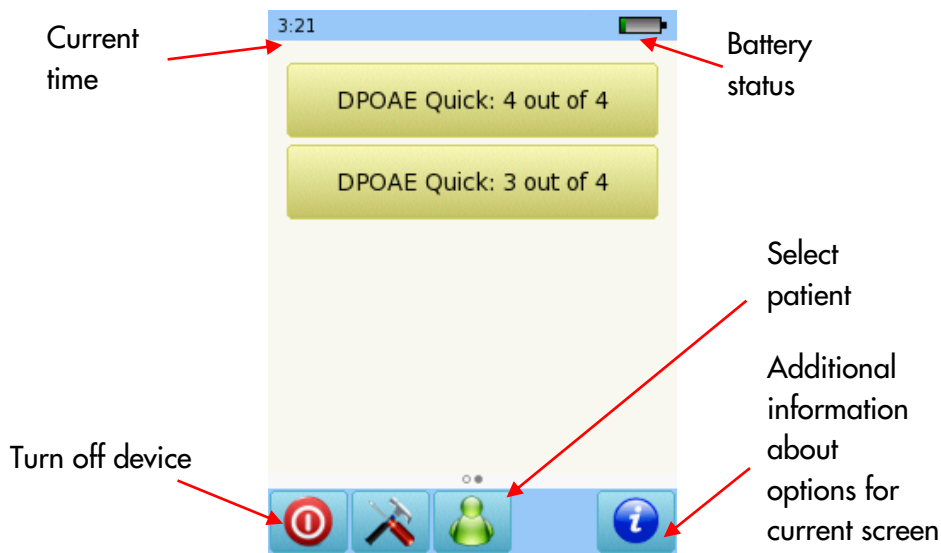 Current
time
3:21
Battery
status
DPOAE Quick: 4 out of 4
DPOAE Quick: 3 out of 4
Select
patient
Additional
information
about
options for
current screen
Turn off device